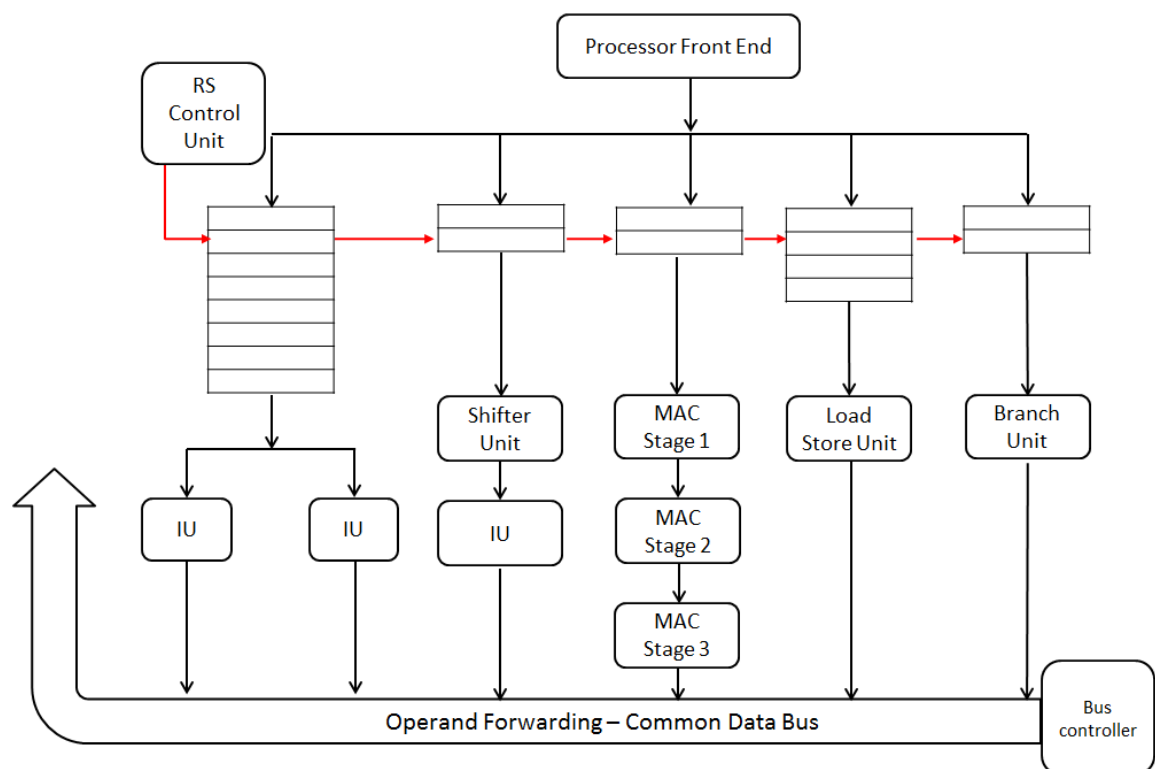 Processor Front End
RS
Control
Unit
Shifter
Unit
MAC
Stage 1
Load
Store Unit
Branch
Unit
IU
IU
IU
MAC
Stage 2
MAC
Stage 3
Operand Forwarding – Common Data Bus
Bus
controller